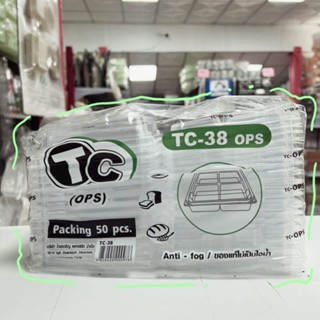 TC
(OPS)
TC-38 OPS
Packing 50 pcs.
TC-38
Anti - fog / ของแท้ไม่เป็นไอน้ำ
TC-OPS